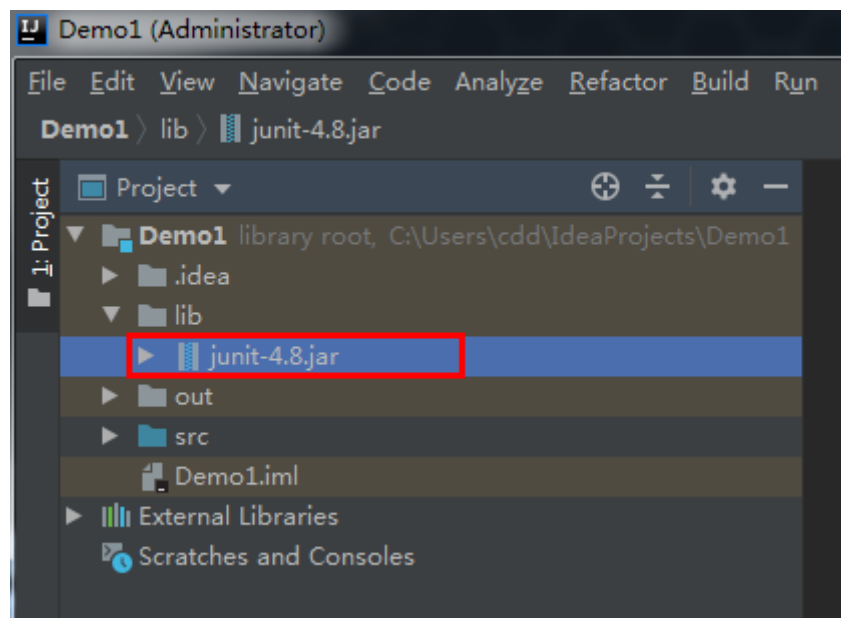 Demo1 (Administrator)
File Edit View Navigate Code Analyze Refactor Build Run
Demo1 lib junit-4.8.jar
1: Project
Project
Demo1 library root, C:\Users\cdd\IdeaProjects\Demo1
.idea
lib
junit-4.8.jar
out
src
Demo1.iml
External Libraries
Scratches and Consoles